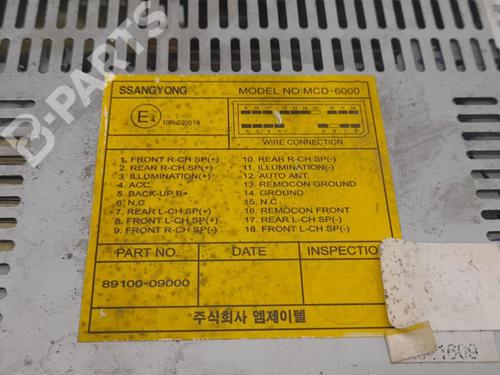 B-PARTS
SSANGYONG MODEL NO:MCD-6000
E4
10R-020519
WIRE CONNECTION
1. FRONT R-CH SP(+) 10. REAR R-CH SP(-)
2. REAR R-CH SP(+) 11. ILLUMINATION(-)
3. ILLUMINATION(+) 12. AUTO ANT.
4. ACC. 13. REMOCON GROUND
5. BACK-UP B+ 14. GROUND
6. N.C 15. N.C
7. REAR L-CH SP(+) 16. REMOCON FRONT
8. FRONT L-CH SP(+) 17. REAR L-CH SP(-)
9. FRONT R-CH SP(-) 18. FRONT L-CH SP(-)
PART NO. DATE INSPECTION
89100-09000
주식회사 엠제이텔